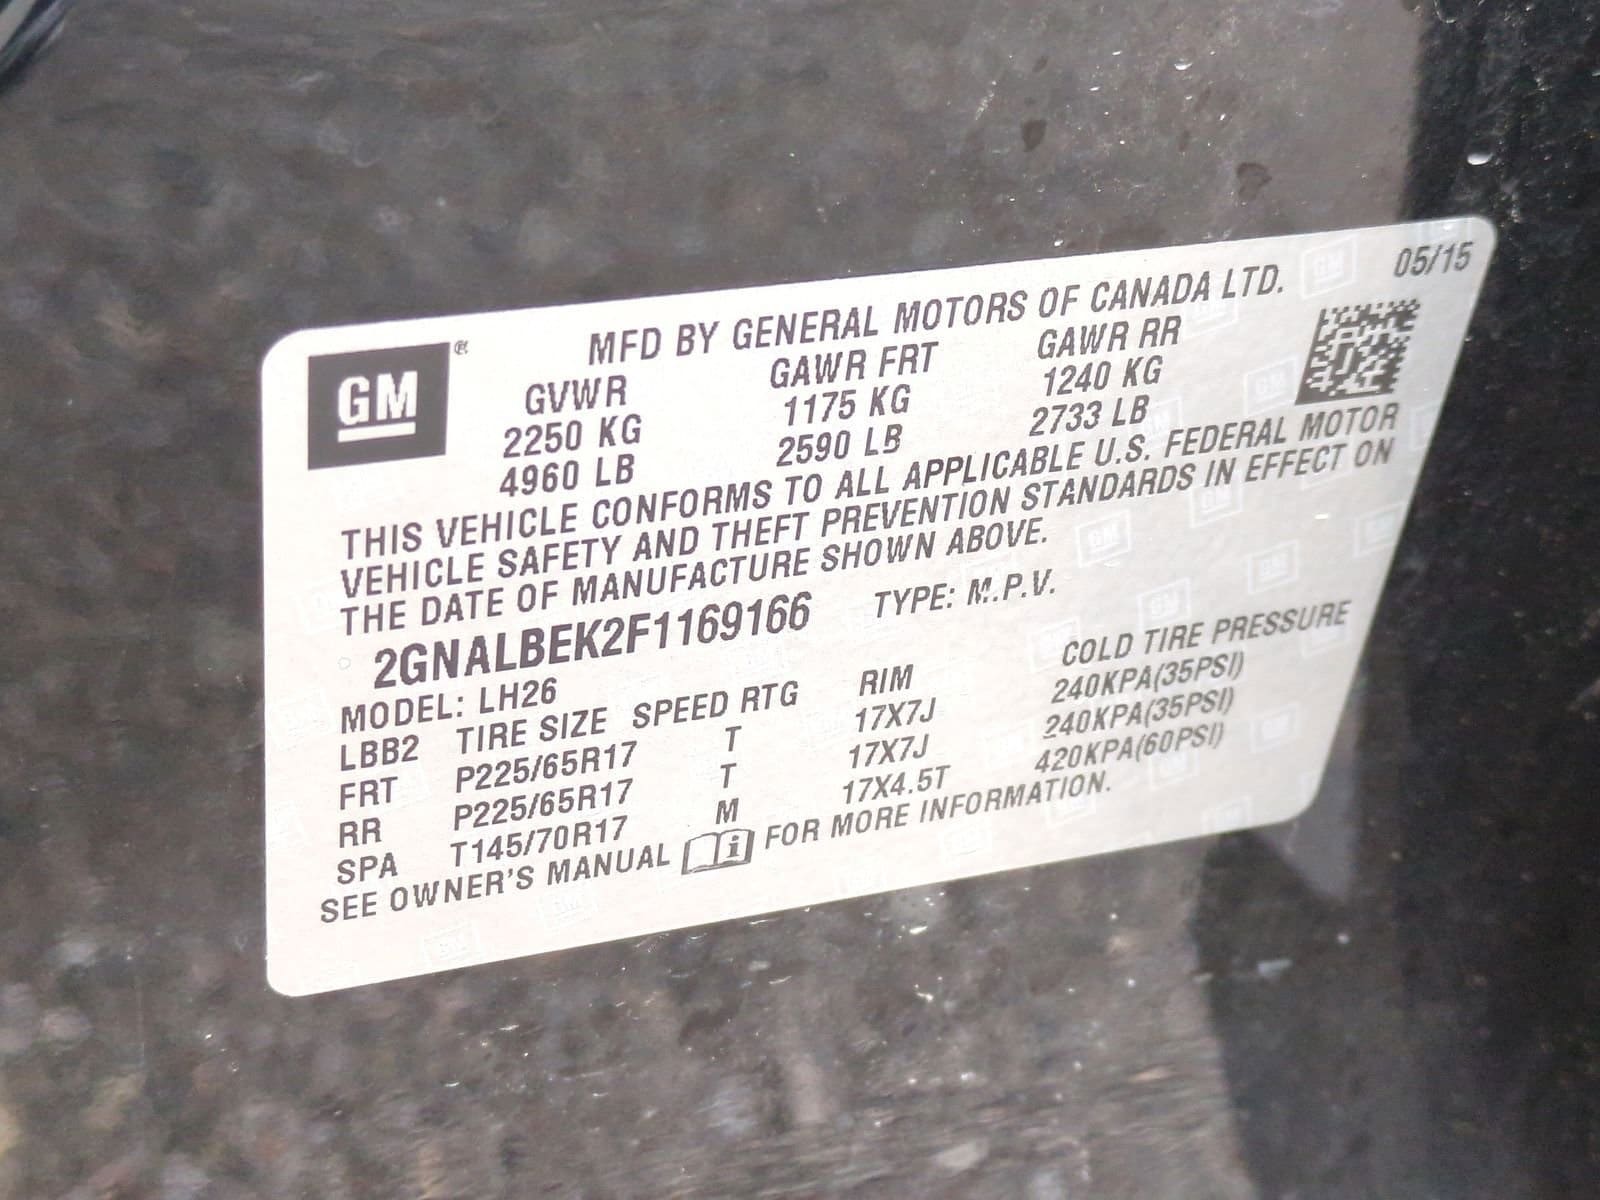 05/15
GM ®
MFD BY GENERAL MOTORS OF CANADA LTD.
GVWR GAWR FRT GAWR RR
2250 KG 1175 KG 1240 KG
4960 LB 2590 LB 2733 LB
THIS VEHICLE CONFORMS TO ALL APPLICABLE U.S. FEDERAL MOTOR
VEHICLE SAFETY AND THEFT PREVENTION STANDARDS IN EFFECT ON
THE DATE OF MANUFACTURE SHOWN ABOVE.
2GNALBEK2F1169166 TYPE: M.P.V.
MODEL: LH26
LBB2 TIRE SIZE SPEED RTG RIM COLD TIRE PRESSURE
FRT P225/65R17 T 17X7J 240KPA(35PSI)
RR P225/65R17 T 17X7J 240KPA(35PSI)
SPA T145/70R17 M 17X4.5T 420KPA(60PSI)
SEE OWNER'S MANUAL i FOR MORE INFORMATION.